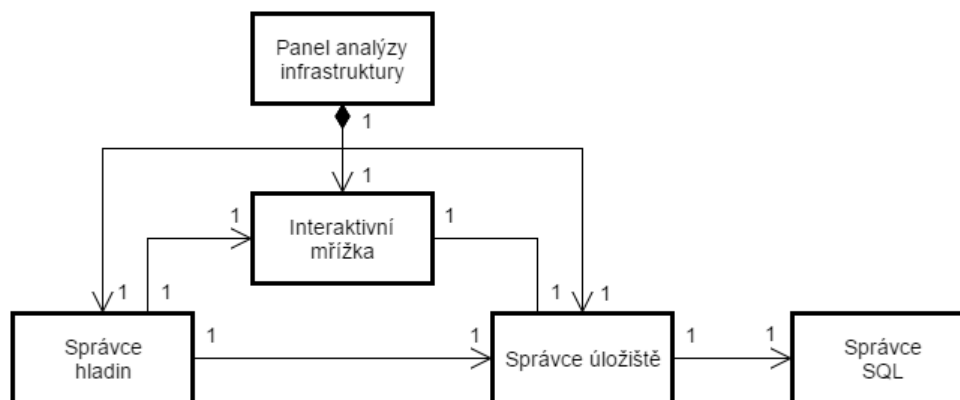 Panel analýzy
infrastruktury
1
1
1
Interaktivní
mřížka
1
1
1
1
1
Správce
hladin
1
1
Správce úložiště
1
1
Správce
SQL